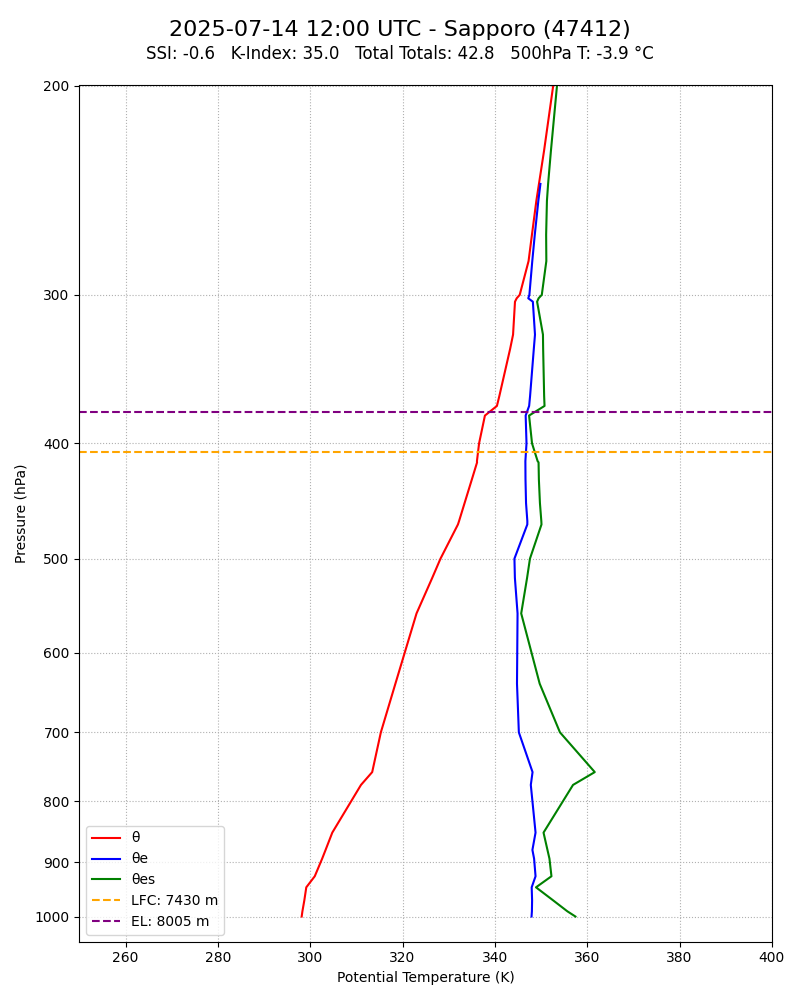 2025-07-14 12:00 UTC - Sapporo (47412)
SSI: -0.6   K-Index: 35.0   Total Totals: 42.8   500hPa T: -3.9 °C
200
300
400
500
600
700
800
900
1000
Pressure (hPa)
θ
θe
θes
LFC: 7430 m
EL: 8005 m
260 280 300 320 340 360 380 400
Potential Temperature (K)